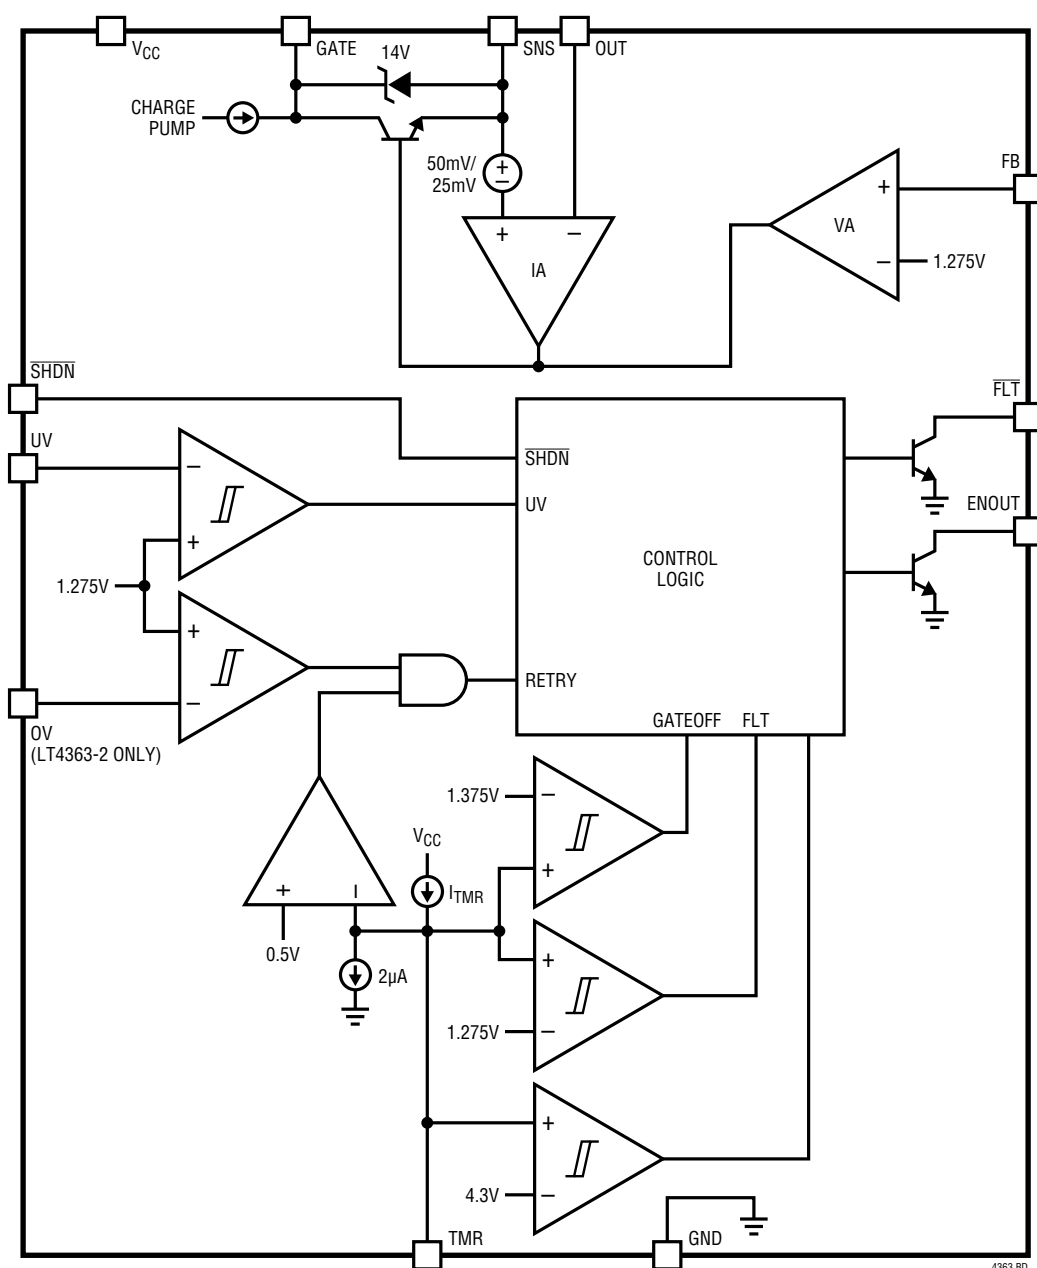 VCC
GATE
SNS
OUT
14V
CHARGE
PUMP
50mV/
25mV
+
−
+
−
IA
FB
+
VA
−
1.275V
SHDN
FLT
UV
−
SHDN
UV
ENOUT
+
1.275V
CONTROL
LOGIC
+
RETRY
−
OV
(LT4363-2 ONLY)
GATEOFF
FLT
1.375V
−
VCC
+
+
−
ITMR
0.5V
2µA
+
1.275V
−
+
4.3V
−
TMR
GND
4363 BD